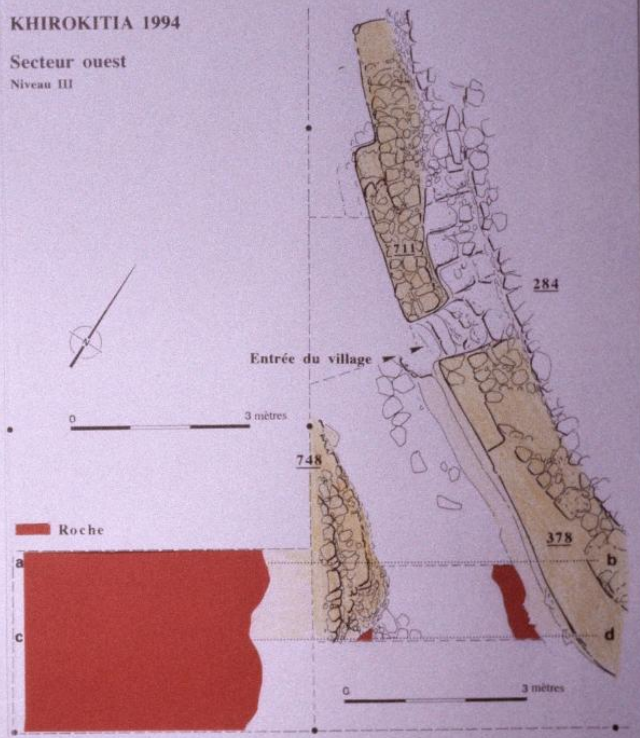 KHIROKITIA 1994
Secteur ouest
Niveau III
711
284
Entrée du village
0 3 mètres
748
Roche
378
a
b
c
d
0 3 mètres